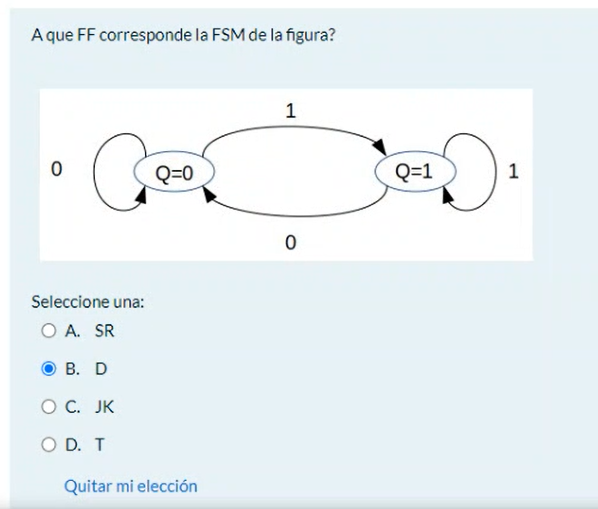 A que FF corresponde la FSM de la figura?
1
0
Q=0
Q=1
1
0
Seleccione una:
A. SR
B. D
C. JK
D. T
Quitar mi elección